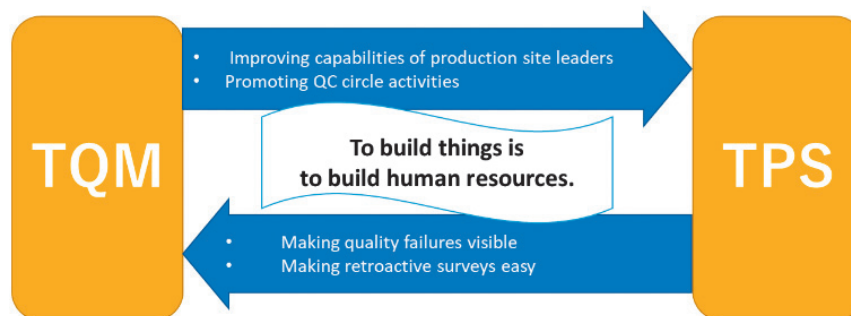 TQM
• Improving capabilities of production site leaders
• Promoting QC circle activities
To build things is
to build human resources.
• Making quality failures visible
• Making retroactive surveys easy
TPS